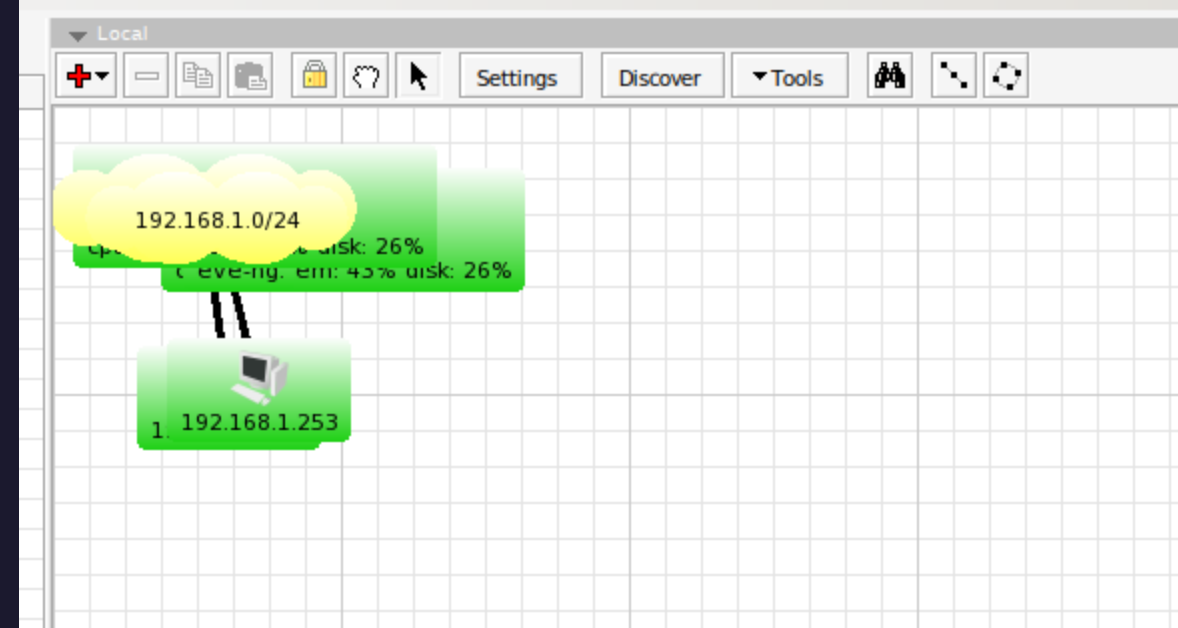 Local
Settings
Discover
Tools
192.168.1.0/24
disk: 26%
eve-ng. em: 43% disk: 26%
192.168.1.253